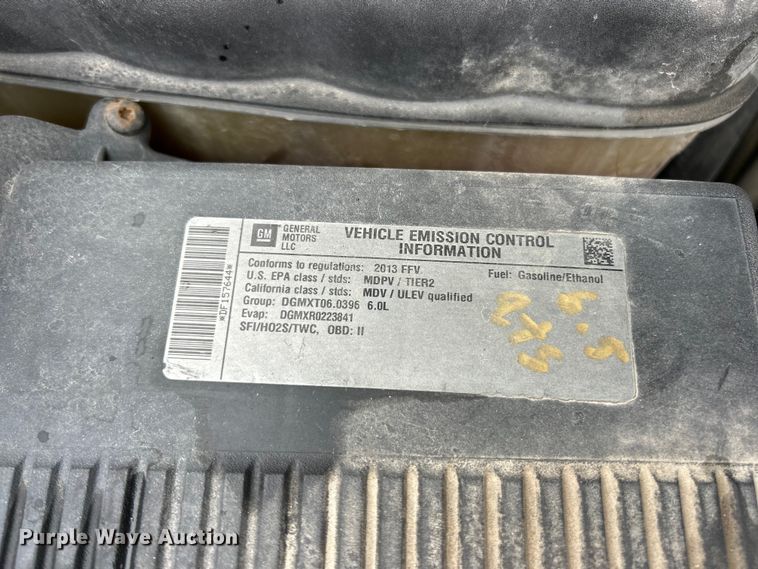 GM GENERAL MOTORS LLC
VEHICLE EMISSION CONTROL INFORMATION
Conforms to regulations: 2013 FFV
Fuel: Gasoline/Ethanol
U.S. EPA class / stds: MDPV / TIER2
California class / stds: MDV / ULEV qualified
Group: DGMXT06.0396 6.0L
Evap: DGMXR0223841
SFI/HO2S/TWC, OBD: II
*DF157644*
Purple Wave Auction